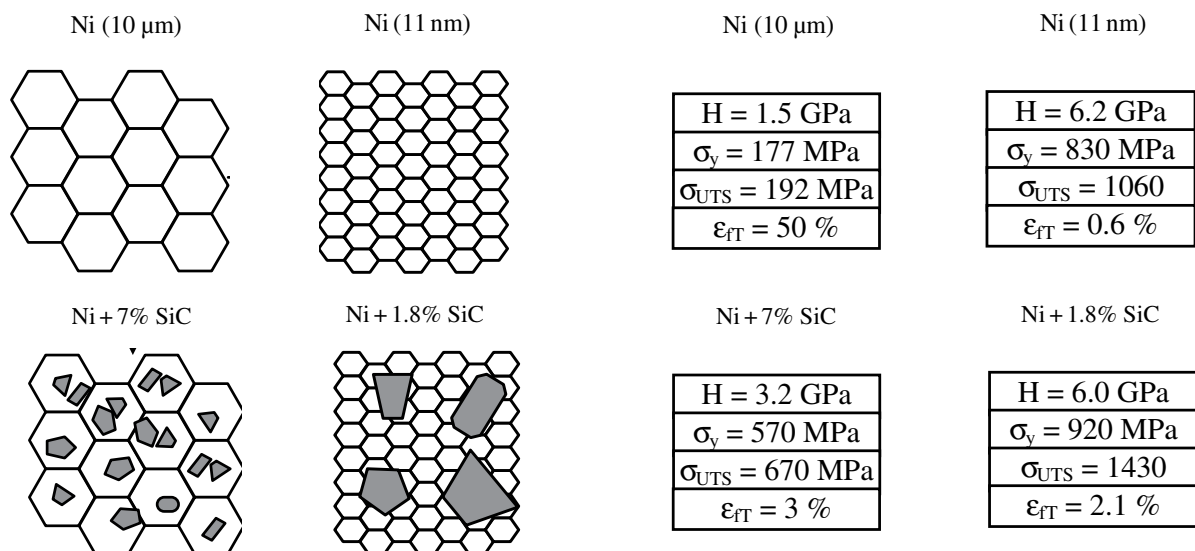 Ni (10 µm)
Ni (11 nm)
Ni (10 µm)
Ni (11 nm)
H = 1.5 GPa
σy = 177 MPa
σUTS = 192 MPa
εfT = 50 %
H = 6.2 GPa
σy = 830 MPa
σUTS = 1060
εfT = 0.6 %
Ni + 7% SiC
Ni + 1.8% SiC
Ni + 7% SiC
Ni + 1.8% SiC
H = 3.2 GPa
σy = 570 MPa
σUTS = 670 MPa
εfT = 3 %
H = 6.0 GPa
σy = 920 MPa
σUTS = 1430
εfT = 2.1 %